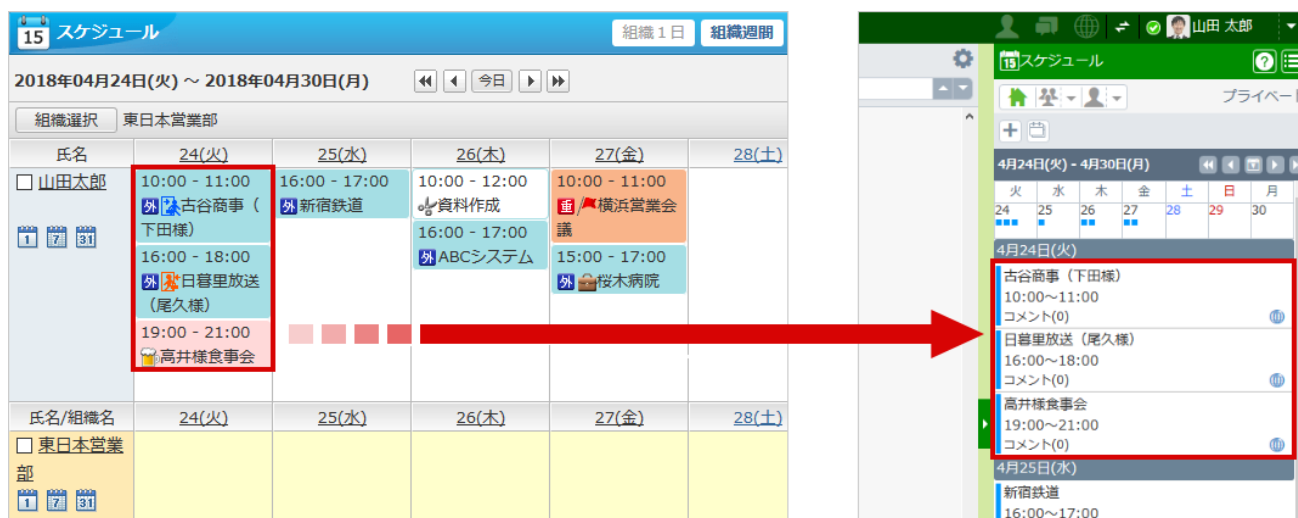 15 スケジュール
組織1日 組織週間
2018年04月24日(火) ~ 2018年04月30日(月)
今日
組織選択 東日本営業部
氏名 24(火) 25(水) 26(木) 27(金) 28(土)
山田太郎
1 7 31
10:00 - 11:00
外 古谷商事(
下田様)
16:00 - 18:00
外 日暮里放送
(尾久様)
19:00 - 21:00
高井様食事会
16:00 - 17:00
外 新宿鉄道
10:00 - 12:00
資料作成
16:00 - 17:00
外 ABCシステム
10:00 - 11:00
重 横浜営業会
議
15:00 - 17:00
外 桜木病院
氏名/組織名 24(火) 25(水) 26(木) 27(金) 28(土)
東日本営業
部
1 7 31
山田 太郎
15 スケジュール
?
プライベート
4月24日(火) - 4月30日(月)
火 水 木 金 土 日 月
24 25 26 27 28 29 30
4月24日(火)
古谷商事(下田様)
10:00~11:00
コメント(0)
日暮里放送(尾久様)
16:00~18:00
コメント(0)
高井様食事会
19:00~21:00
コメント(0)
4月25日(水)
新宿鉄道
16:00~17:00